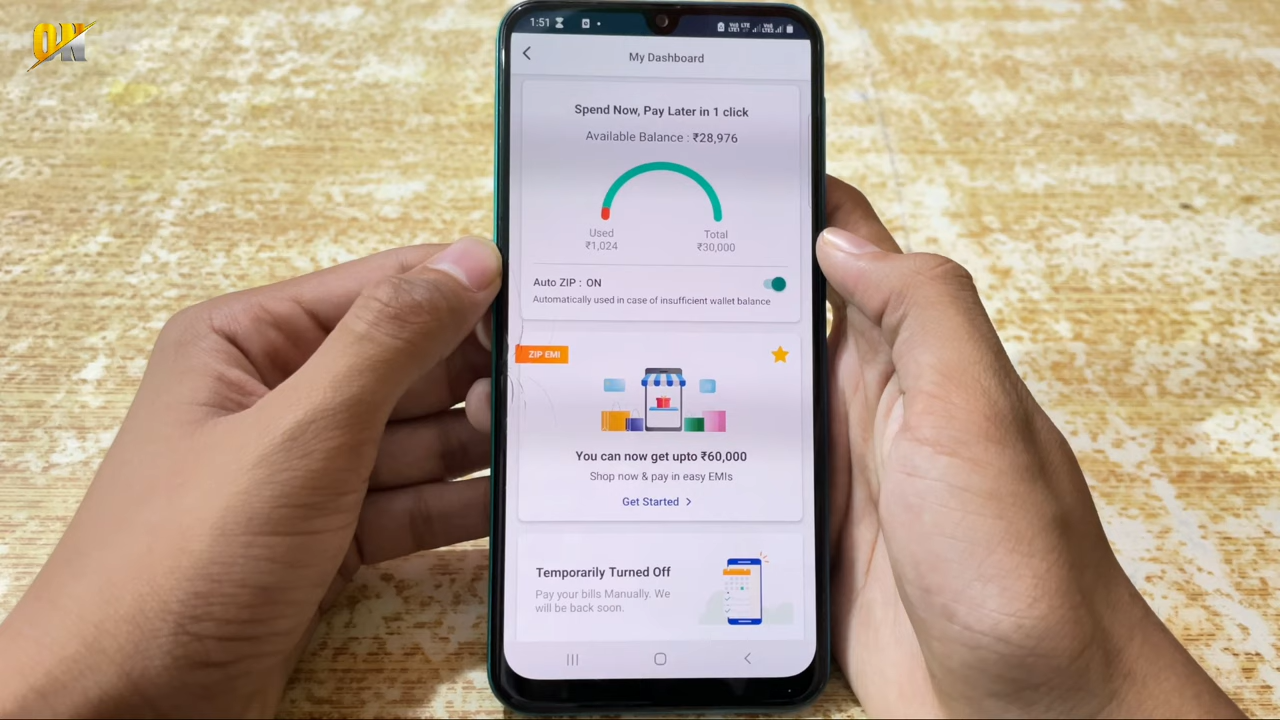 ON
1:51
My Dashboard
Spend Now, Pay Later in 1 click
Available Balance : ₹28,976
Used
₹1,024
Total
₹30,000
Auto ZIP : ON
Automatically used in case of insufficient wallet balance
ZIP EMI
You can now get upto ₹60,000
Shop now & pay in easy EMIs
Get Started >
Temporarily Turned Off
Pay your bills Manually. We
will be back soon.